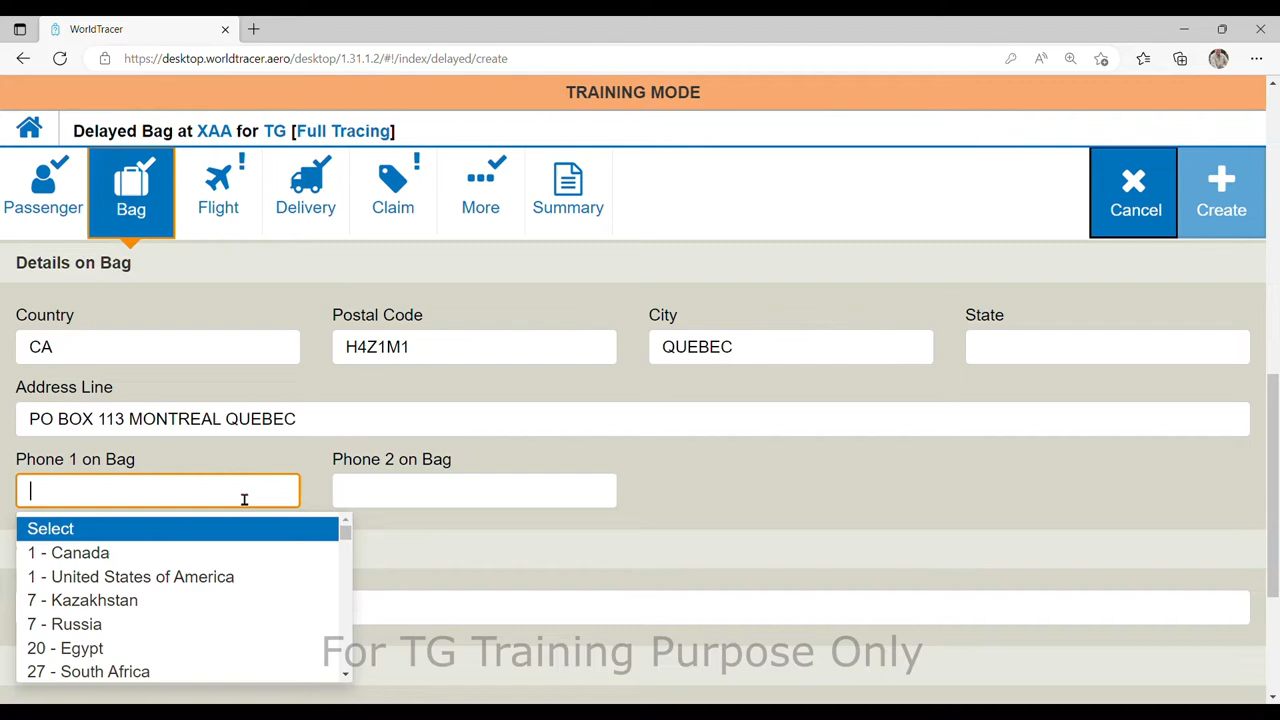 WorldTracer
https://desktop.worldtracer.aero/desktop/1.31.1.2/#!/index/delayed/create
TRAINING MODE
Delayed Bag at XAA for TG [Full Tracing]
Passenger
Bag
Flight
Delivery
Claim
More
Summary
Cancel
Create
Details on Bag
Country
Postal Code
City
State
CA
H4Z1M1
QUEBEC
Address Line
PO BOX 113 MONTREAL QUEBEC
Phone 1 on Bag
Phone 2 on Bag
Select
1 - Canada
1 - United States of America
7 - Kazakhstan
7 - Russia
20 - Egypt
27 - South Africa
For TG Training Purpose Only